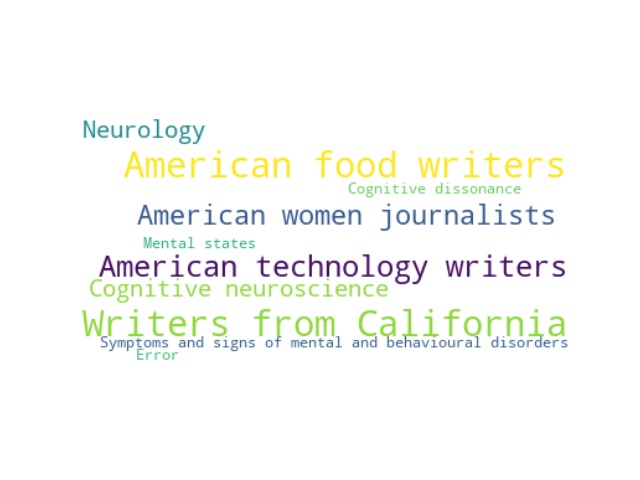 Neurology
American food writers
Cognitive dissonance
American women journalists
Mental states
American technology writers
Cognitive neuroscience
Writers from California
Symptoms and signs of mental and behavioural disorders
Error